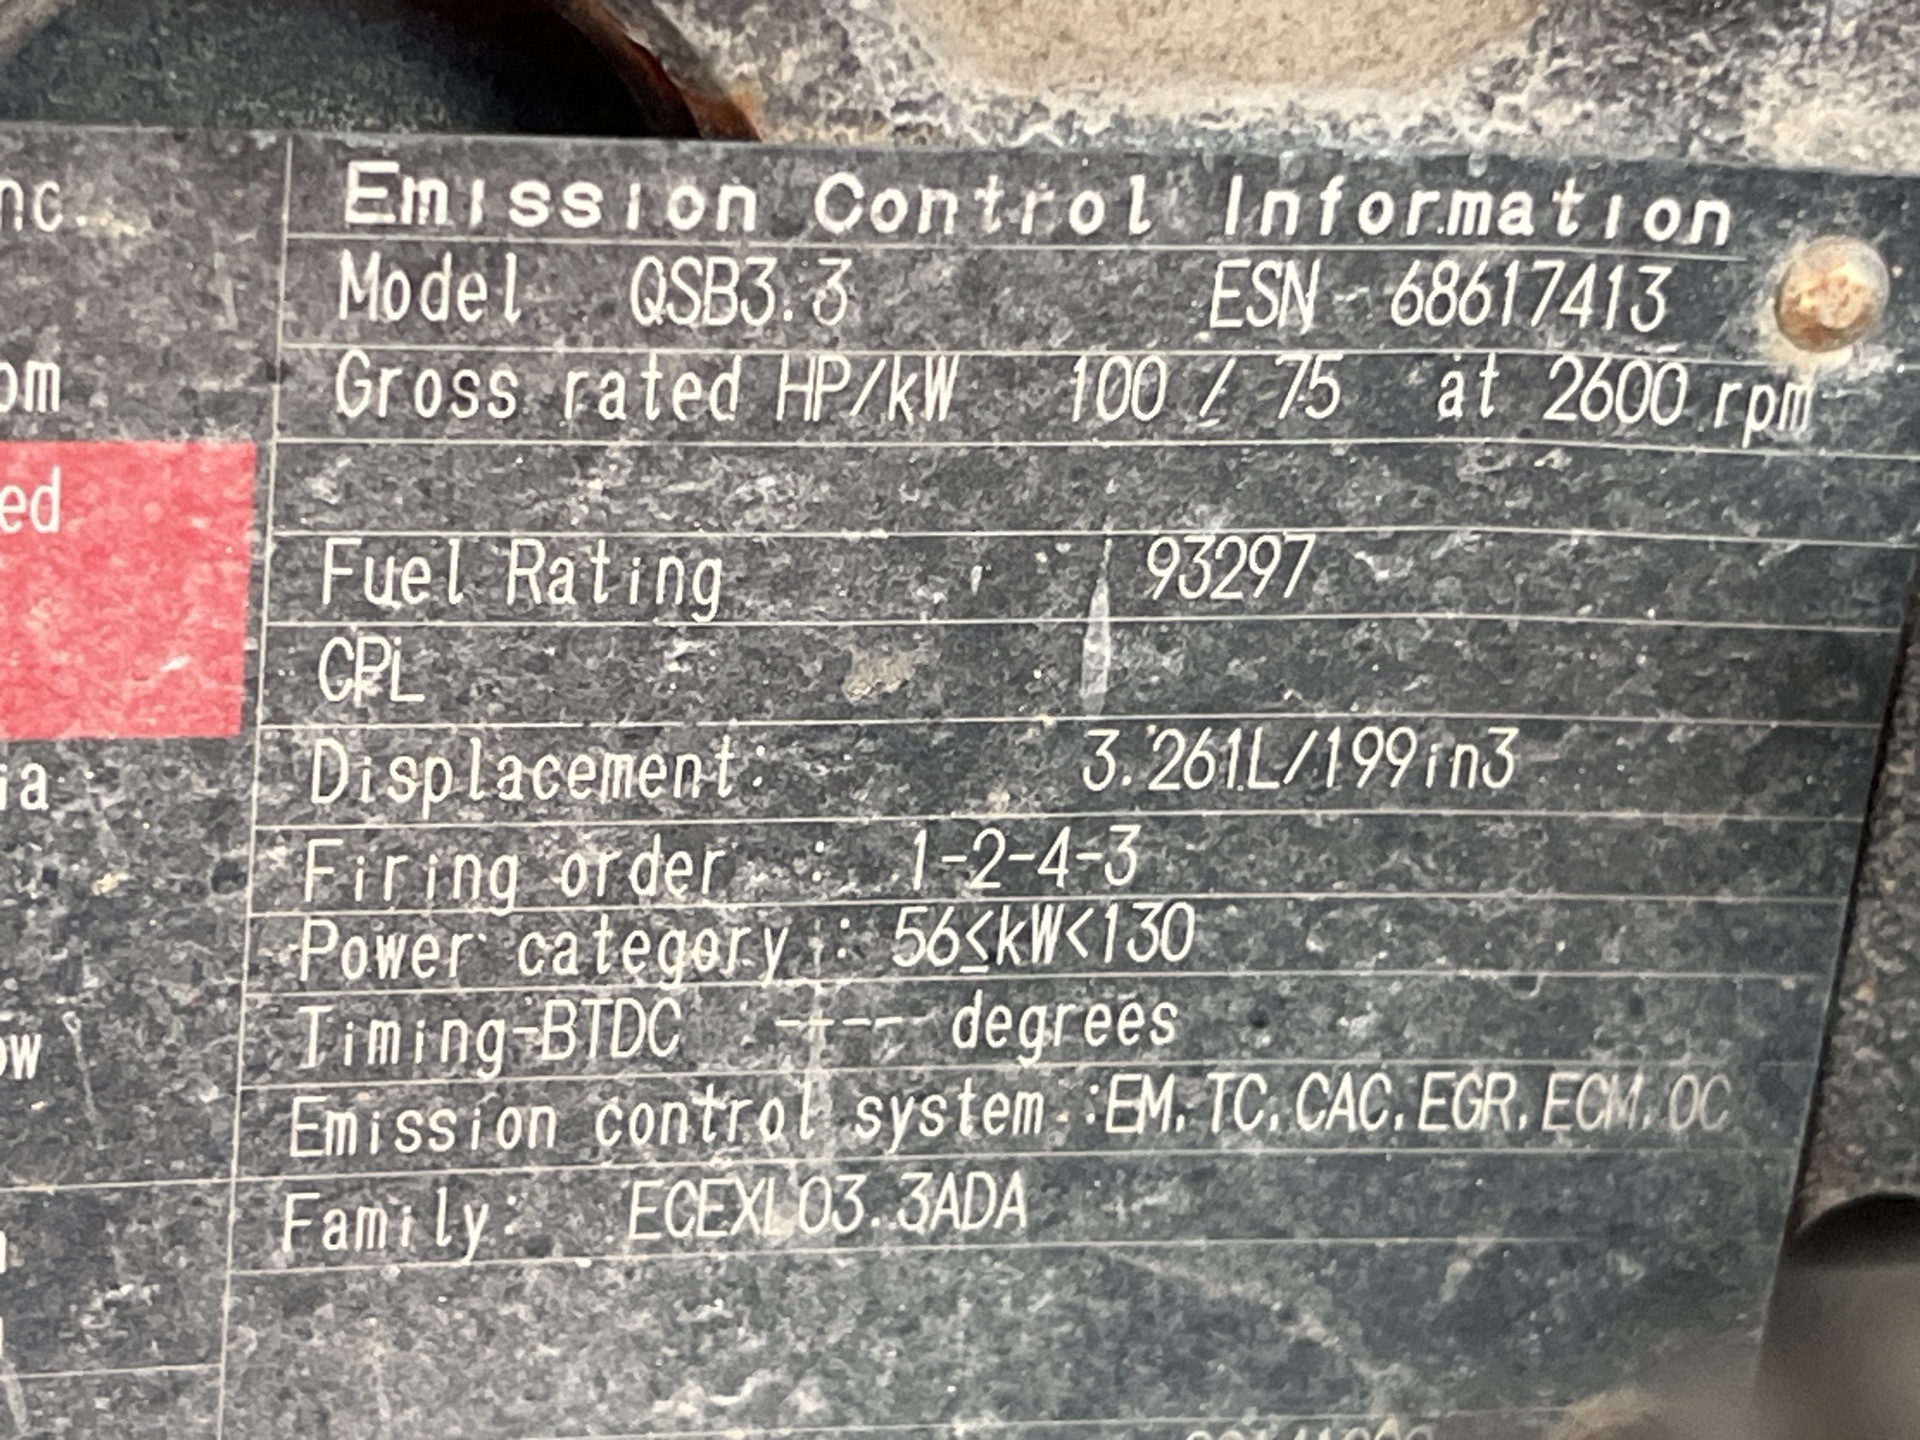 nc.
Emission Control Information
Model QSB3.3 ESN 68617413
om
Gross rated HP/kW 100 / 75 at 2600 rpm
ed
Fuel Rating 93297
CPL
ia
Displacement: 3.261L/199in3
Firing order : 1-2-4-3
Power category : 56≤kW<130
ow
Timing-BTDC ---- degrees
Emission control system :EM, TC, CAC, EGR, ECM, OC
Family: ECEXL03.3ADA